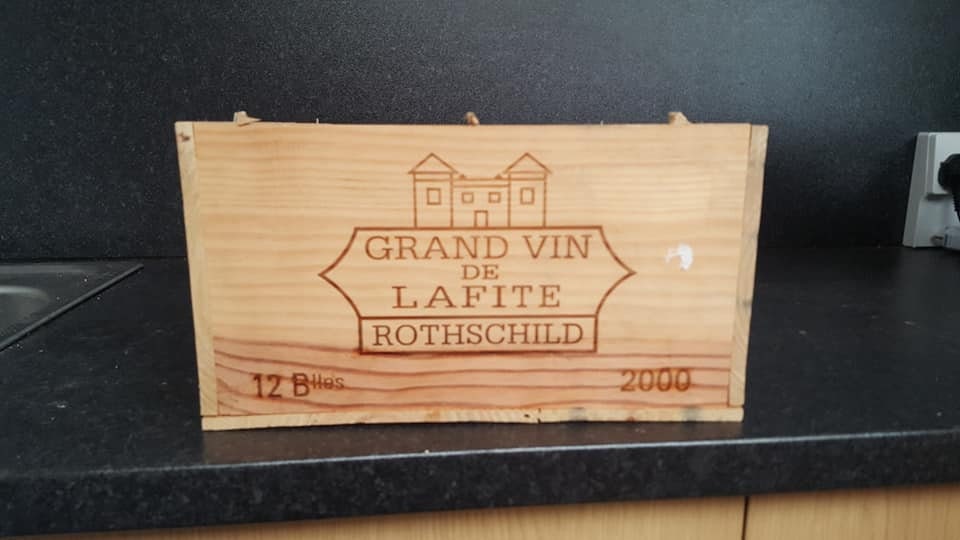 GRAND VIN
DE
LAFITE
ROTHSCHILD
12 Blles 2000